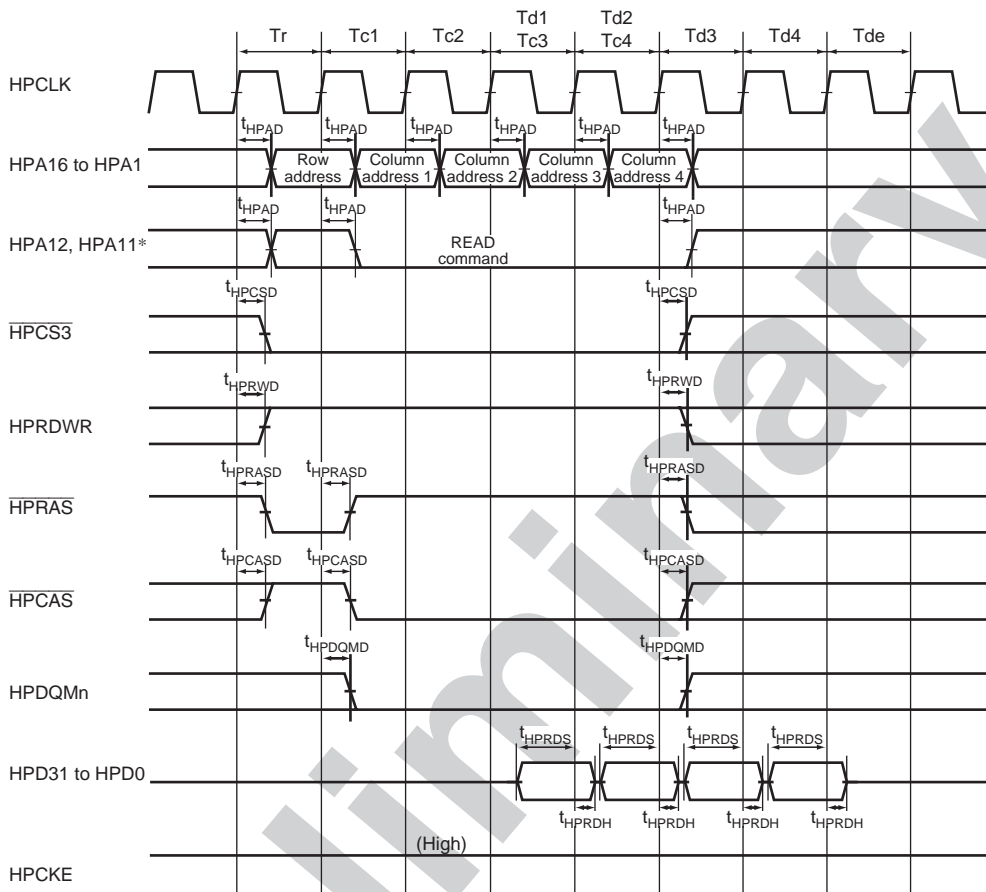 Td1 Td2
Tr Tc1 Tc2 Tc3 Tc4 Td3 Td4 Tde
HPCLK
tHPAD tHPAD tHPAD tHPAD tHPAD tHPAD
HPA16 to HPA1
Row address
Column address 1
Column address 2
Column address 3
Column address 4
tHPAD tHPAD tHPAD
HPA12, HPA11*
READ command
tHPCSD tHPCSD
HPCS3
tHPRWD tHPRWD
HPRDWR
tHPRASD tHPRASD tHPRASD
HPRAS
tHPCASD tHPCASD tHPCASD
HPCAS
tHPDQMD tHPDQMD
HPDQMn
tHPRDS tHPRDS tHPRDS tHPRDS
HPD31 to HPD0
tHPRDH tHPRDH tHPRDH tHPRDH
(High)
HPCKE
liminary